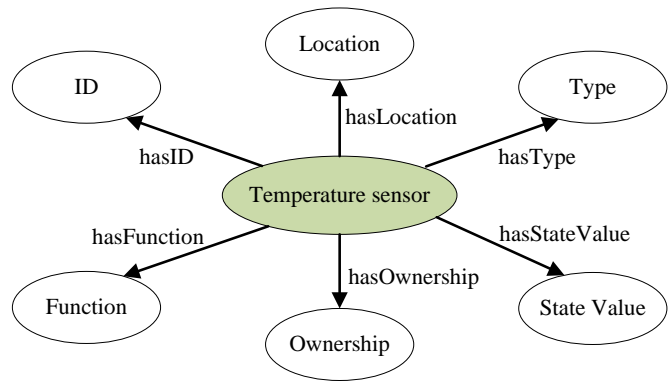 Location
ID
Type
hasLocation
hasID
hasType
Temperature sensor
hasFunction
hasStateValue
hasOwnership
Function
State Value
Ownership